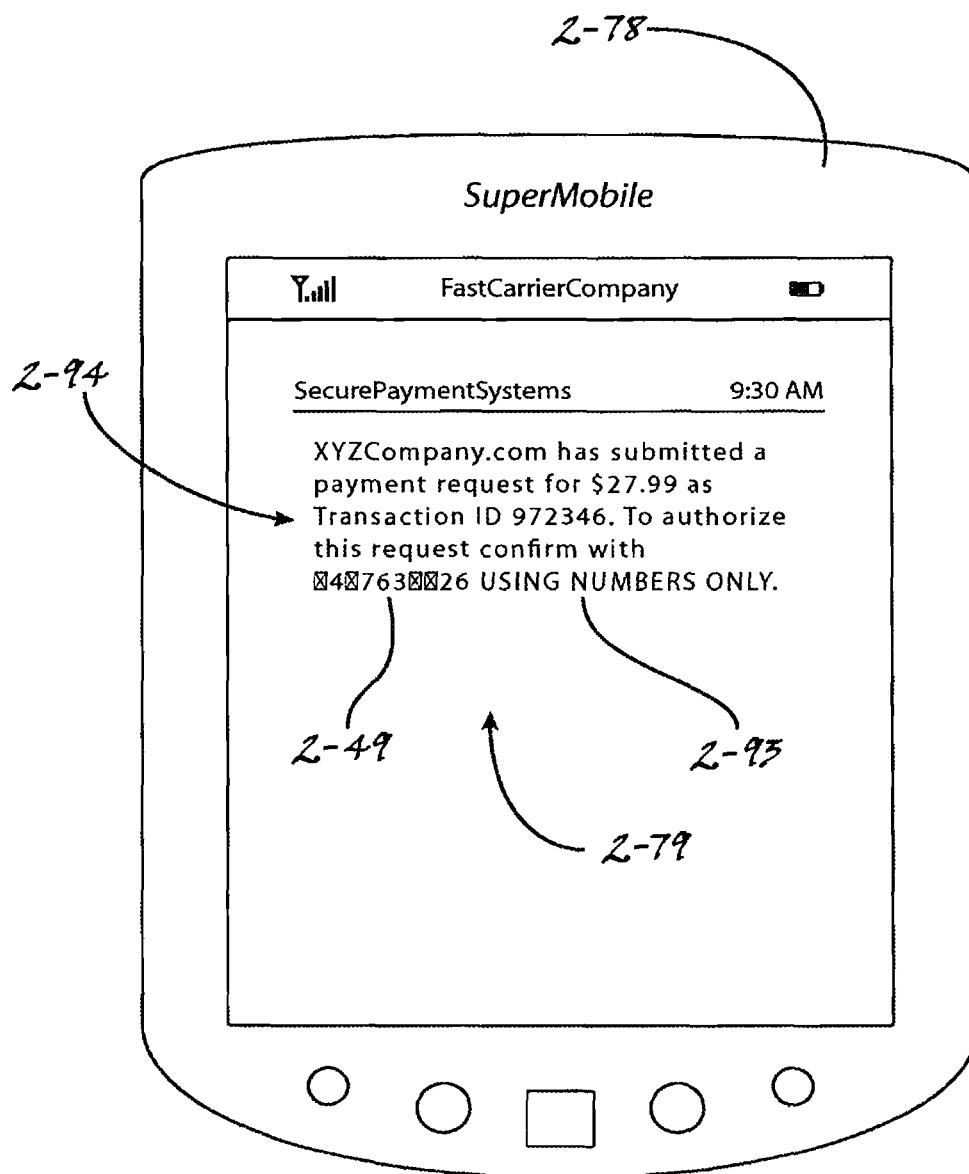 2-78
SuperMobile
FastCarrierCompany
2-94
SecurePaymentSystems 9:30 AM
XYZCompany.com has submitted a
payment request for $27.99 as
Transaction ID 972346. To authorize
this request confirm with
☒4☒763☒☒26 USING NUMBERS ONLY.
2-49
2-93
2-79